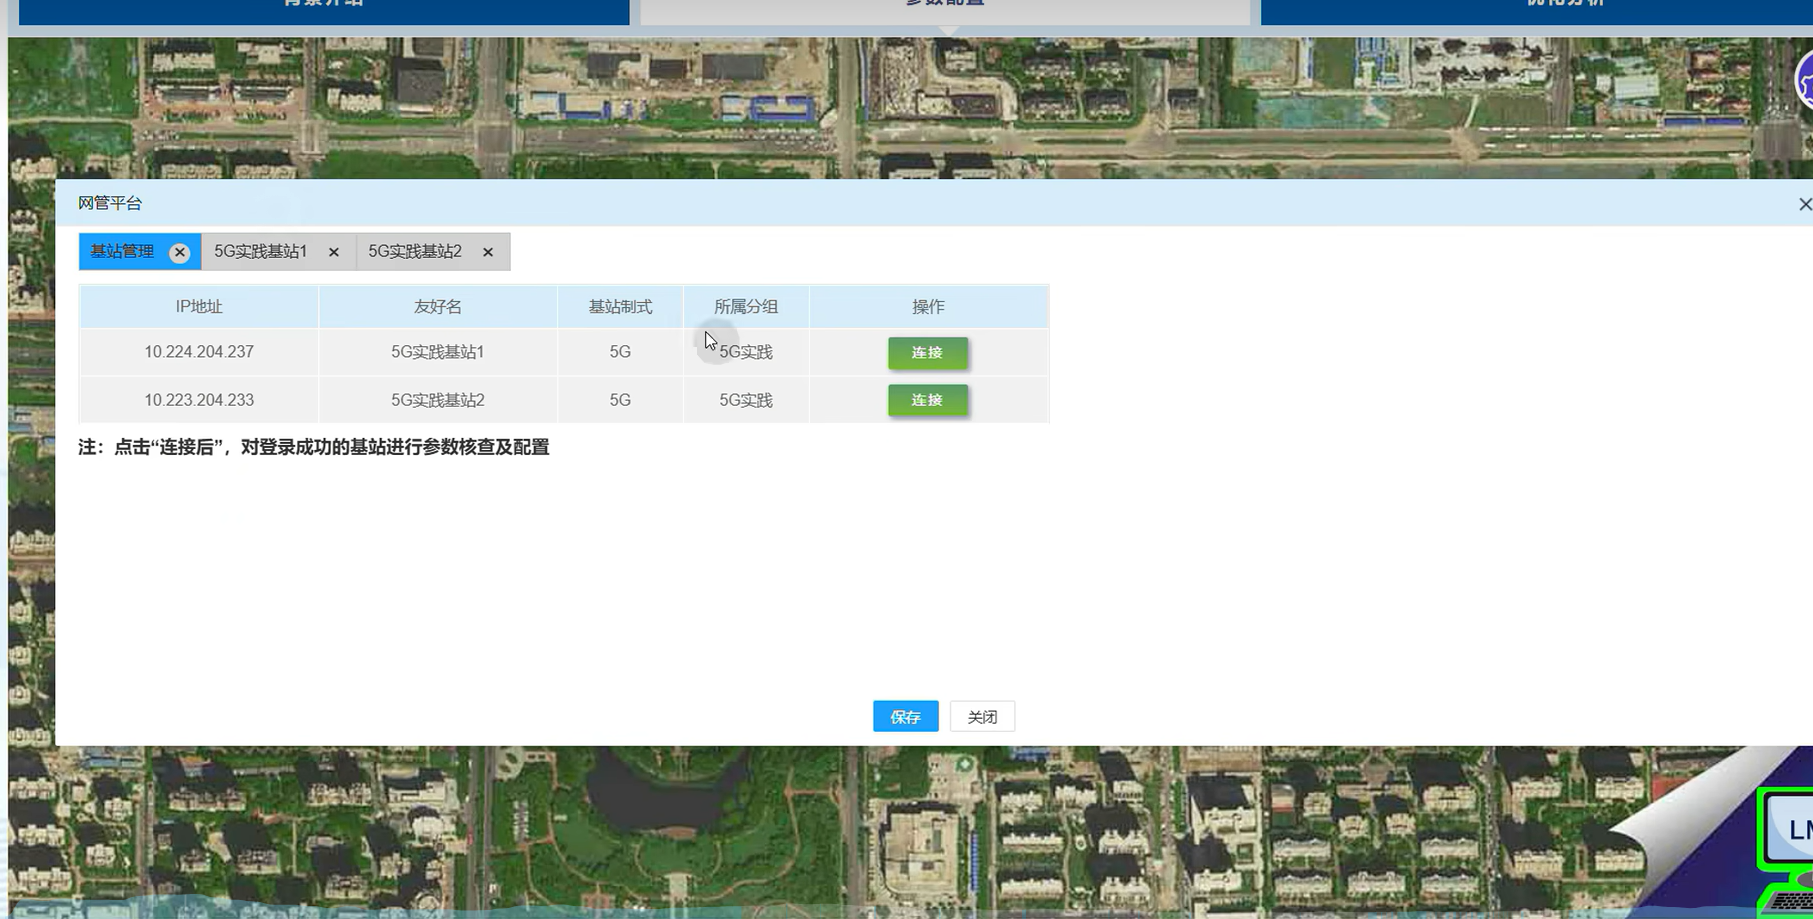 参数配置
网管平台
基站管理 5G实践基站1 5G实践基站2
IP地址 友好名 基站制式 所属分组 操作
10.224.204.237 5G实践基站1 5G 5G实践 连接
10.223.204.233 5G实践基站2 5G 5G实践 连接
注：点击“连接后”，对登录成功的基站进行参数核查及配置
保存 关闭